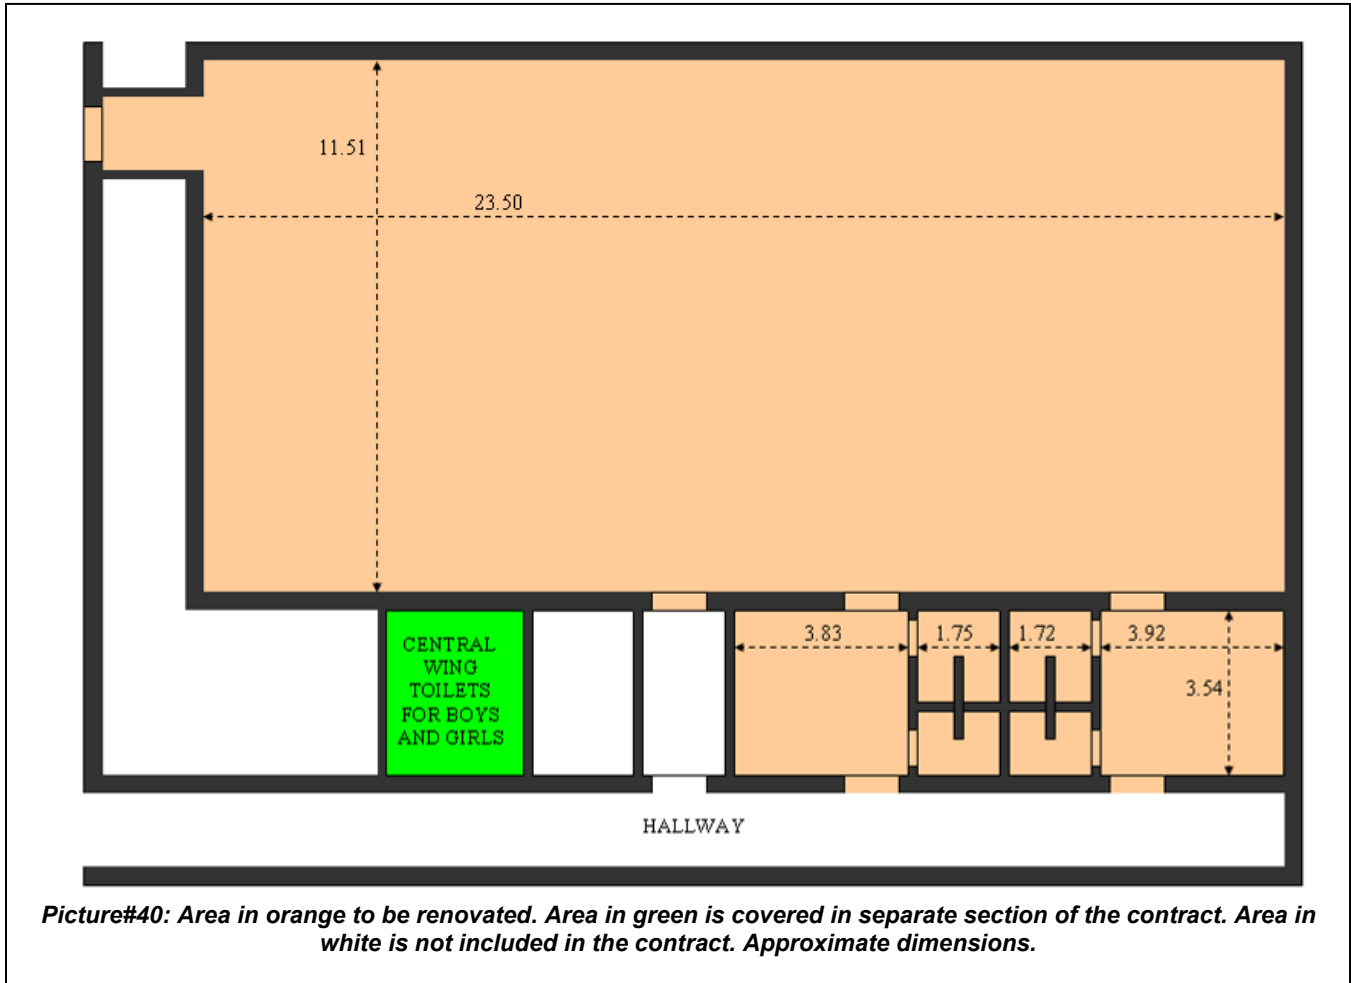 11.51
23.50
CENTRAL
WING
TOILETS
FOR BOYS
AND GIRLS
3.83
1.75
1.72
3.92
3.54
HALLWAY
Picture#40: Area in orange to be renovated. Area in green is covered in separate section of the contract. Area in
white is not included in the contract. Approximate dimensions.